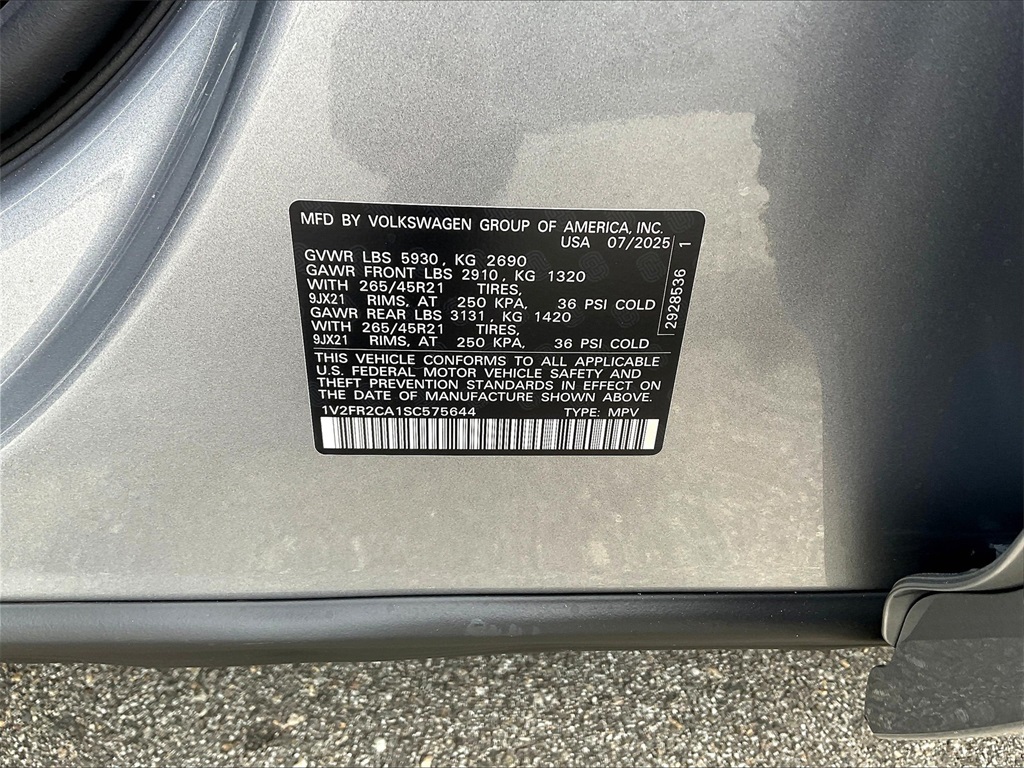 MFD BY VOLKSWAGEN GROUP OF AMERICA, INC.
USA 07/2025
GVWR LBS 5930, KG 2690
GAWR FRONT LBS 2910, KG 1320
WITH 265/45R21 TIRES,
9JX21 RIMS, AT 250 KPA, 36 PSI COLD
GAWR REAR LBS 3131, KG 1420
WITH 265/45R21 TIRES,
9JX21 RIMS, AT 250 KPA, 36 PSI COLD
2928536 1
THIS VEHICLE CONFORMS TO ALL APPLICABLE
U.S. FEDERAL MOTOR VEHICLE SAFETY AND
THEFT PREVENTION STANDARDS IN EFFECT ON
THE DATE OF MANUFACTURE SHOWN ABOVE.
1V2FR2CA1SC575644 TYPE: MPV